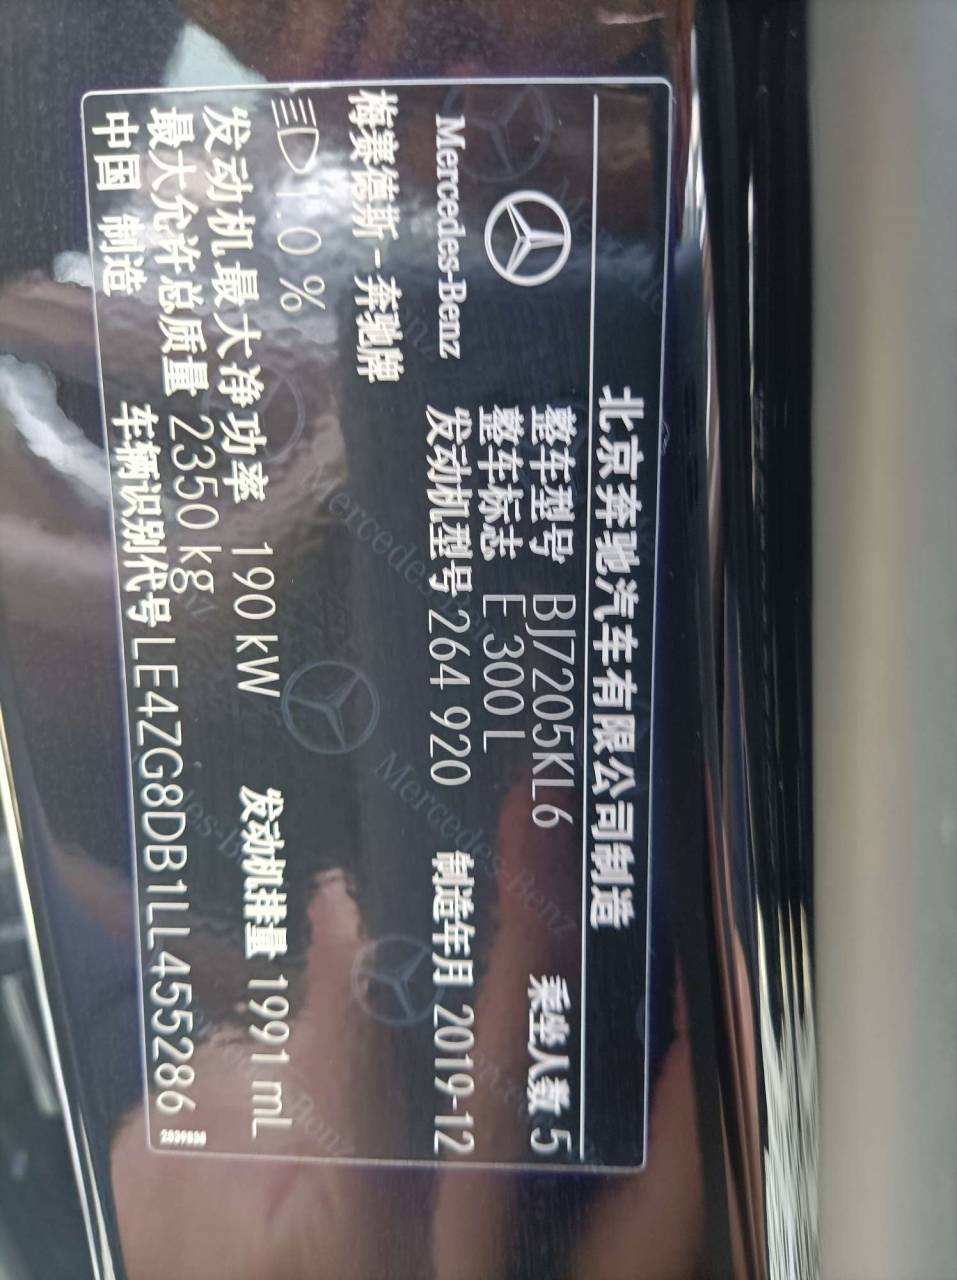 北京奔驰汽车有限公司制造
整车型号 BJ7205KL6 乘坐人数 5
整车标志 E 300 L
Mercedes-Benz 发动机型号 264 920 制造年月 2019-12
梅赛德斯-奔驰牌
1.0 %
发动机最大净功率 190 kW 发动机排量 1991 mL
最大允许总质量 2350 kg
中国 制造 车辆识别代号 LE4ZG8DB1LL455286
2839838